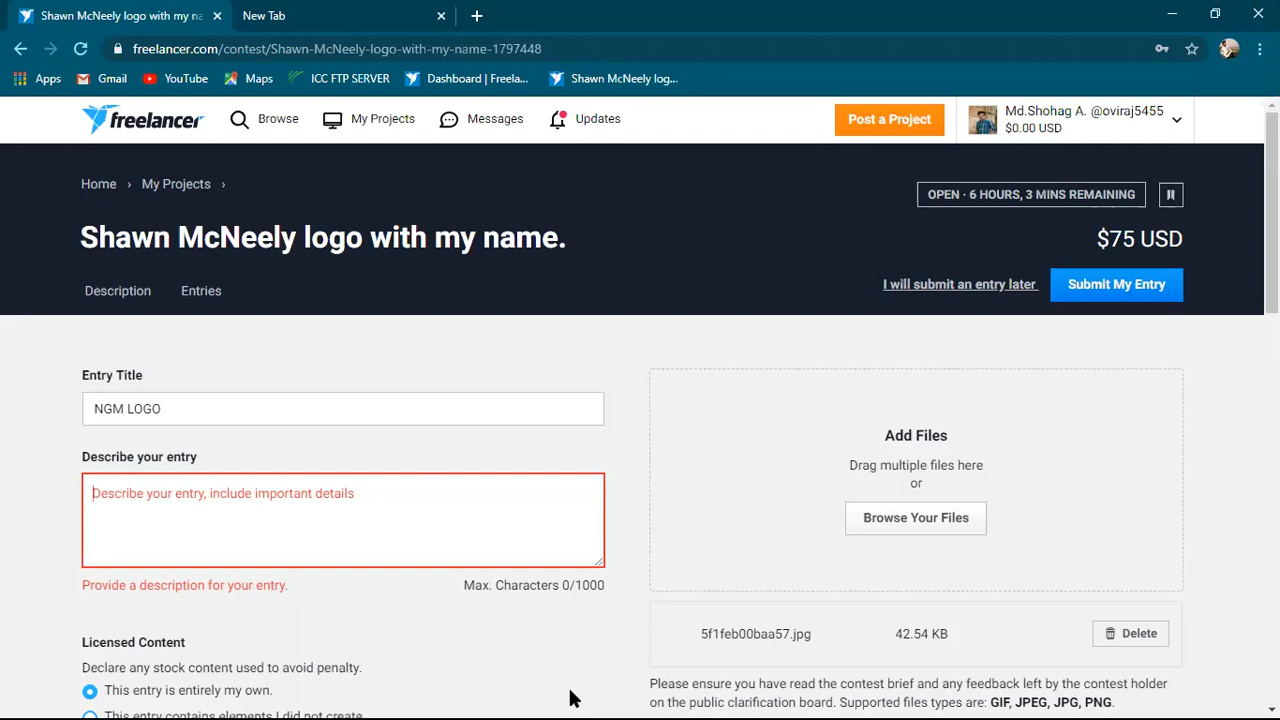 Shawn McNeely logo with my na
New Tab
freelancer.com/contest/Shawn-McNeely-logo-with-my-name-1797448
Apps
Gmail
YouTube
Maps
ICC FTP SERVER
Dashboard | Freela...
Shawn McNeely log...
freelancer
Browse
My Projects
Messages
Updates
Post a Project
Md.Shohag A. @oviraj5455
$0.00 USD
Home › My Projects ›
OPEN · 6 HOURS, 3 MINS REMAINING
Shawn McNeely logo with my name.
$75 USD
Description
Entries
I will submit an entry later
Submit My Entry
Entry Title
NGM LOGO
Describe your entry
Describe your entry, include important details
Provide a description for your entry.
Max. Characters 0/1000
Licensed Content
Declare any stock content used to avoid penalty.
This entry is entirely my own.
This entry contains elements I did not create
Add Files
Drag multiple files here
or
Browse Your Files
5f1feb00baa57.jpg
42.54 KB
Delete
Please ensure you have read the contest brief and any feedback left by the contest holder
on the public clarification board. Supported files types are: GIF, JPEG, JPG, PNG.